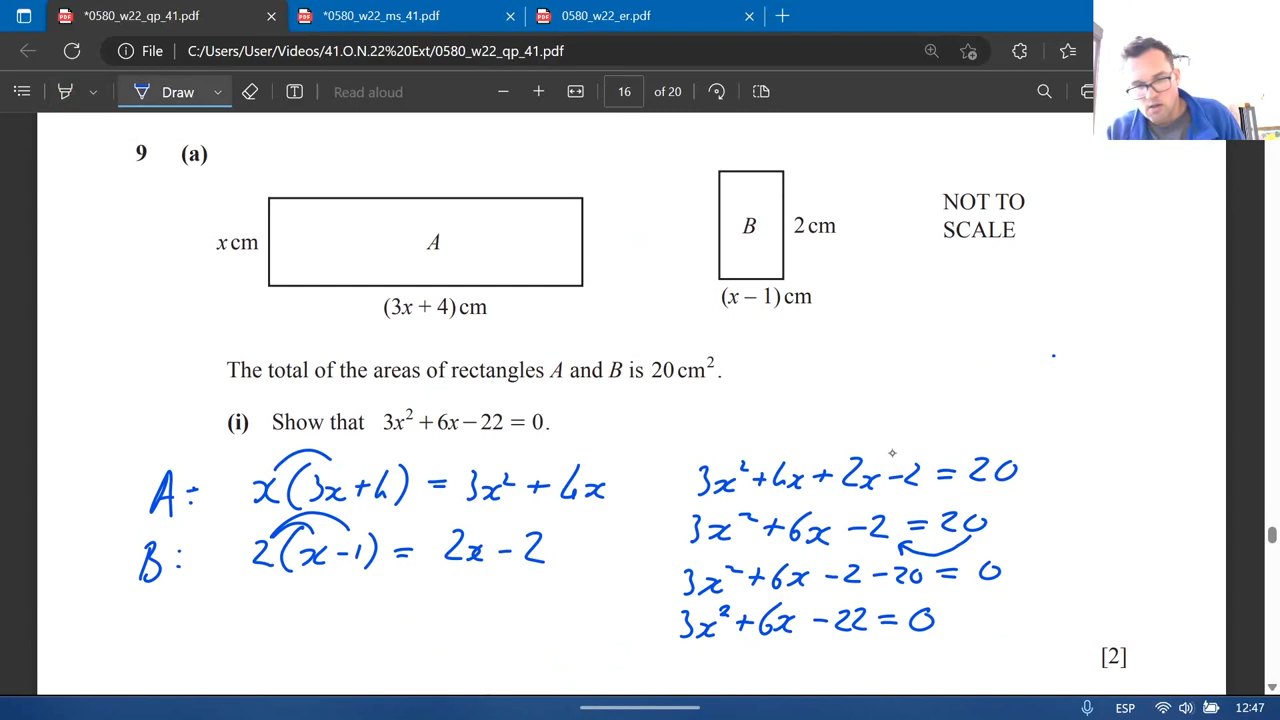 *0580_w22_qp_41.pdf
*0580_w22_ms_41.pdf
0580_w22_er.pdf
File C:/Users/User/Videos/41.O.N.22%20Ext/0580_w22_qp_41.pdf
Draw
Read aloud
16 of 20
9 (a)
x cm
A
(3x + 4) cm
B
2 cm
(x – 1) cm
NOT TO
SCALE
The total of the areas of rectangles A and B is 20 cm².
(i) Show that 3x² + 6x – 22 = 0.
A: x(3x+4) = 3x² + 4x
B: 2(x-1) = 2x - 2
3x² + 4x + 2x - 2 = 20
3x² + 6x - 2 = 20
3x² + 6x - 2 - 20 = 0
3x² + 6x - 22 = 0
[2]
ESP
12:47